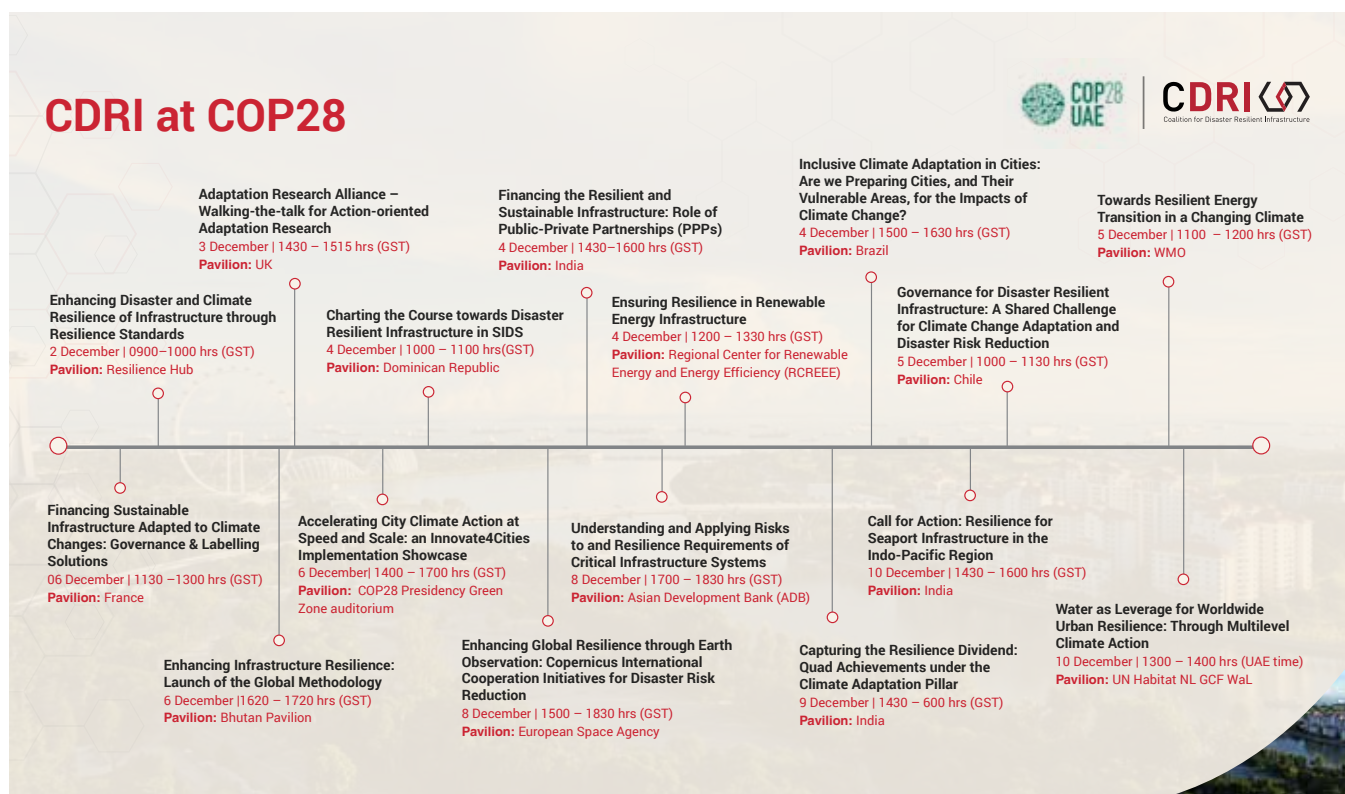 CDRI at COP28
COP28
UAE
CDRI
Coalition for Disaster Resilient Infrastructure
Enhancing Disaster and Climate
Resilience of Infrastructure through
Resilience Standards
2 December | 0900–1000 hrs (GST)
Pavilion: Resilience Hub
Adaptation Research Alliance –
Walking-the-talk for Action-oriented
Adaptation Research
3 December | 1430 – 1515 hrs (GST)
Pavilion: UK
Charting the Course towards Disaster
Resilient Infrastructure in SIDS
4 December | 1000 – 1100 hrs(GST)
Pavilion: Dominican Republic
Financing the Resilient and
Sustainable Infrastructure: Role of
Public-Private Partnerships (PPPs)
4 December | 1430–1600 hrs (GST)
Pavilion: India
Ensuring Resilience in Renewable
Energy Infrastructure
4 December | 1200 – 1330 hrs (GST)
Pavilion: Regional Center for Renewable
Energy and Energy Efficiency (RCREEE)
Inclusive Climate Adaptation in Cities:
Are we Preparing Cities, and Their
Vulnerable Areas, for the Impacts of
Climate Change?
4 December | 1500 – 1630 hrs (GST)
Pavilion: Brazil
Governance for Disaster Resilient
Infrastructure: A Shared Challenge
for Climate Change Adaptation and
Disaster Risk Reduction
5 December | 1000 – 1130 hrs (GST)
Pavilion: Chile
Towards Resilient Energy
Transition in a Changing Climate
5 December | 1100 – 1200 hrs (GST)
Pavilion: WMO
Financing Sustainable
Infrastructure Adapted to Climate
Changes: Governance & Labelling
Solutions
06 December | 1130 –1300 hrs (GST)
Pavilion: France
Enhancing Infrastructure Resilience:
Launch of the Global Methodology
6 December |1620 – 1720 hrs (GST)
Pavilion: Bhutan Pavilion
Accelerating City Climate Action at
Speed and Scale: an Innovate4Cities
Implementation Showcase
6 December| 1400 – 1700 hrs (GST)
Pavilion: COP28 Presidency Green
Zone auditorium
Enhancing Global Resilience through Earth
Observation: Copernicus International
Cooperation Initiatives for Disaster Risk
Reduction
8 December | 1500 – 1830 hrs (GST)
Pavilion: European Space Agency
Understanding and Applying Risks
to and Resilience Requirements of
Critical Infrastructure Systems
8 December | 1700 – 1830 hrs (GST)
Pavilion: Asian Development Bank (ADB)
Capturing the Resilience Dividend:
Quad Achievements under the
Climate Adaptation Pillar
9 December | 1430 – 600 hrs (GST)
Pavilion: India
Call for Action: Resilience for
Seaport Infrastructure in the
Indo-Pacific Region
10 December | 1430 – 1600 hrs (GST)
Pavilion: India
Water as Leverage for Worldwide
Urban Resilience: Through Multilevel
Climate Action
10 December | 1300 – 1400 hrs (UAE time)
Pavilion: UN Habitat NL GCF WaL